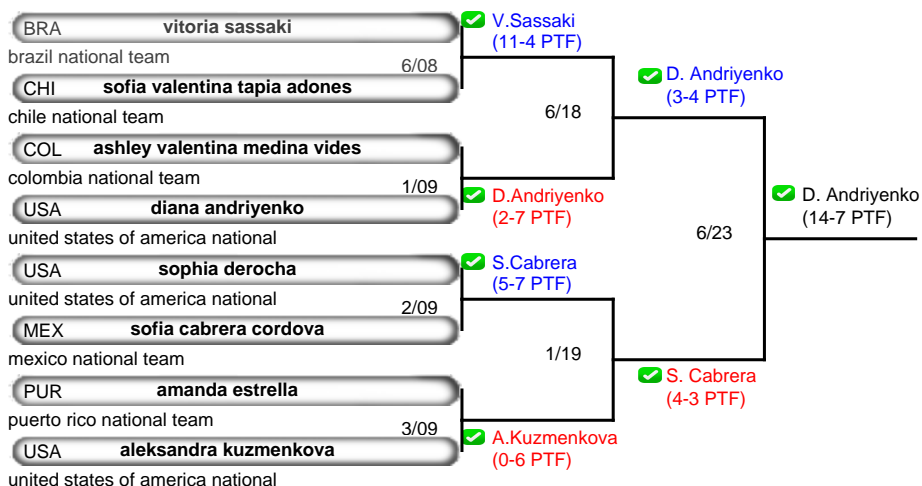 BRA vitoria sassaki
brazil national team
6/08
CHI sofia valentina tapia adones
chile national team
COL ashley valentina medina vides
colombia national team
1/09
USA diana andriyenko
united states of america national
USA sophia derocha
united states of america national
2/09
MEX sofia cabrera cordova
mexico national team
PUR amanda estrella
puerto rico national team
3/09
USA aleksandra kuzmenkova
united states of america national
V.Sassaki
(11-4 PTF)
6/18
D.Andriyenko
(2-7 PTF)
S.Cabrera
(5-7 PTF)
1/19
A.Kuzmenkova
(0-6 PTF)
D. Andriyenko
(3-4 PTF)
6/23
S. Cabrera
(4-3 PTF)
D. Andriyenko
(14-7 PTF)